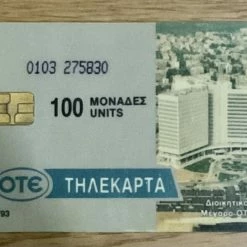 0103 275830
100 ΜΟΝΑΔΕΣ
UNITS
ΟΤΕ ΤΗΛΕΚΑΡΤΑ
Διοικητικό
Μέγαρο ΟΤ
/93